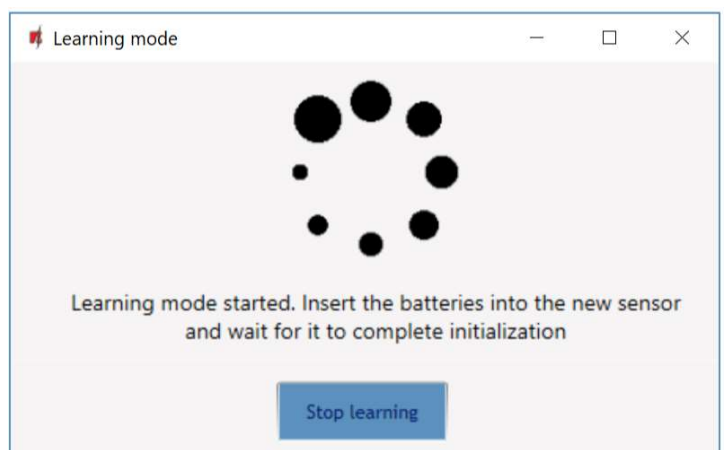 Learning mode
Learning mode started. Insert the batteries into the new sensor
and wait for it to complete initialization
Stop learning